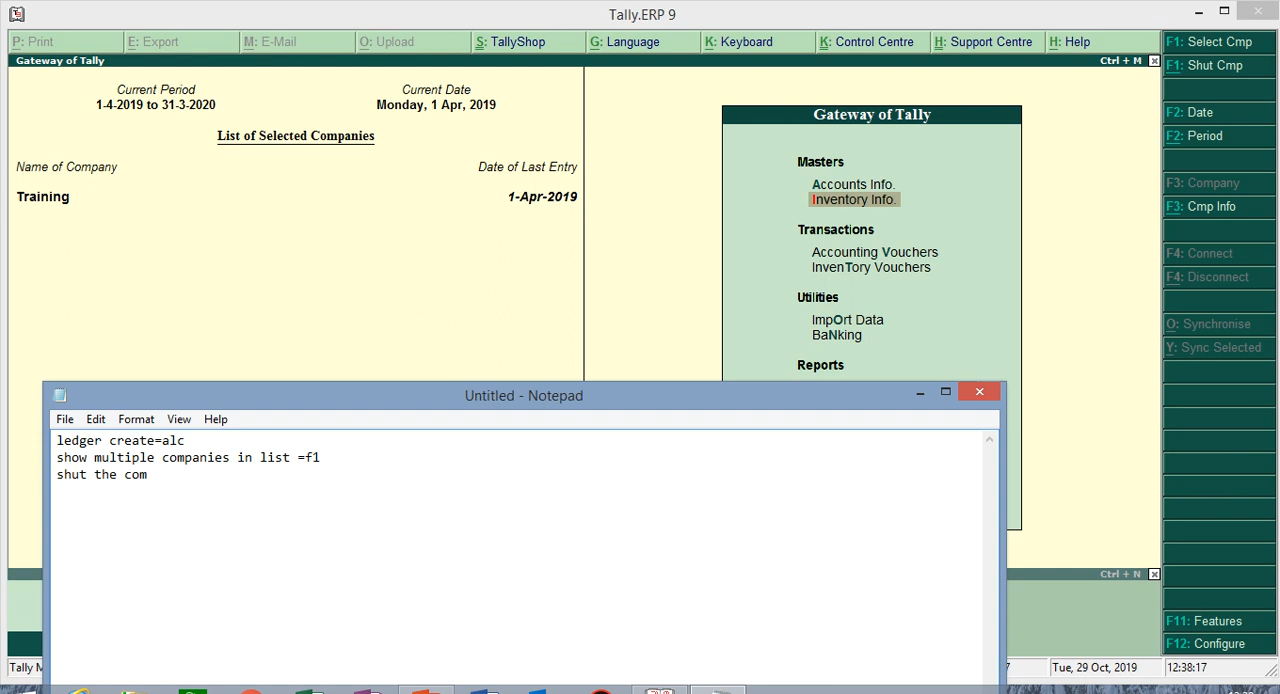 Tally.ERP 9
P: Print E: Export M: E-Mail O: Upload S: TallyShop G: Language K: Keyboard K: Control Centre H: Support Centre H: Help
Gateway of Tally Ctrl + M
Current Period Current Date
1-4-2019 to 31-3-2020 Monday, 1 Apr, 2019
List of Selected Companies
Name of Company Date of Last Entry
Training 1-Apr-2019
Gateway of Tally
Masters
Accounts Info.
Inventory Info.
Transactions
Accounting Vouchers
InvenTory Vouchers
Utilities
ImpOrt Data
BaNking
Reports
F1: Select Cmp
F1: Shut Cmp
F2: Date
F2: Period
F3: Company
F3: Cmp Info
F4: Connect
F4: Disconnect
O: Synchronise
Y: Sync Selected
F11: Features
F12: Configure
Untitled - Notepad
File Edit Format View Help
ledger create=alc
show multiple companies in list =f1
shut the com
Ctrl + N
Tally M
Tue, 29 Oct, 2019 12:38:17